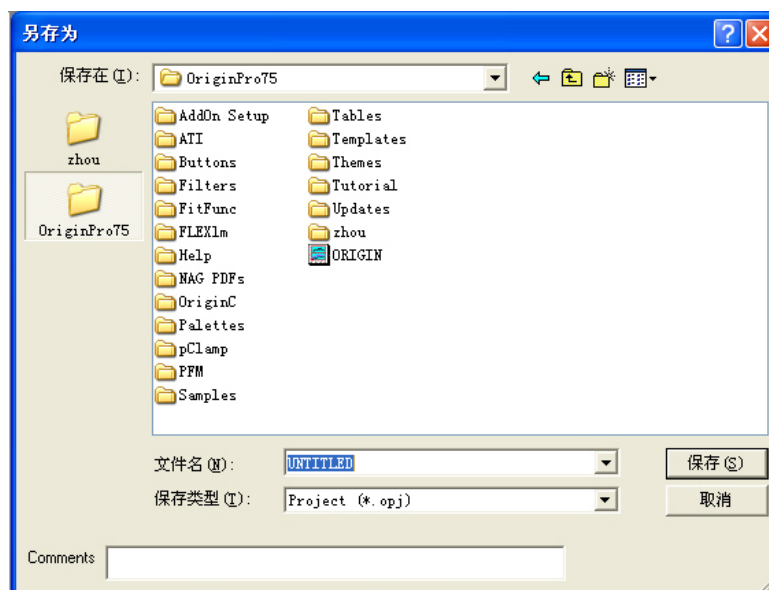 另存为
保存在(I):
OriginPro75
zhou
OriginPro75
AddOn Setup
ATI
Buttons
Filters
FitFunc
FLEXlm
Help
NAG PDFs
OriginC
Palettes
pClamp
PFM
Samples
Tables
Templates
Themes
Tutorial
Updates
zhou
ORIGIN
文件名(N):
UNTITLED
保存(S)
保存类型(T):
Project (*.opj)
取消
Comments